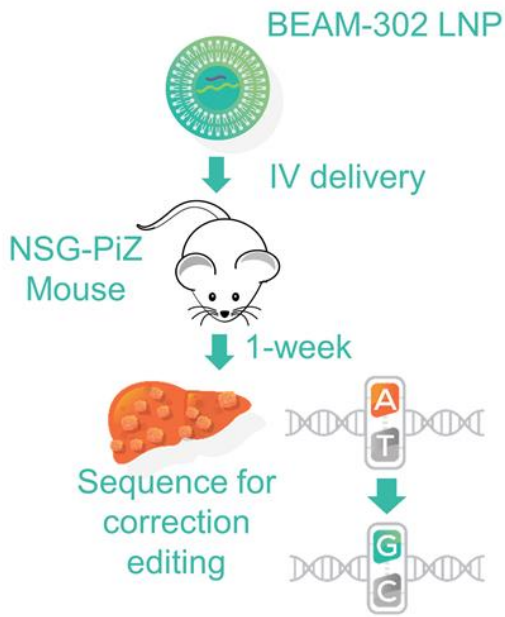 BEAM-302 LNP
IV delivery
NSG-PiZ
Mouse
1-week
A
T
Sequence for
correction
editing
G
C